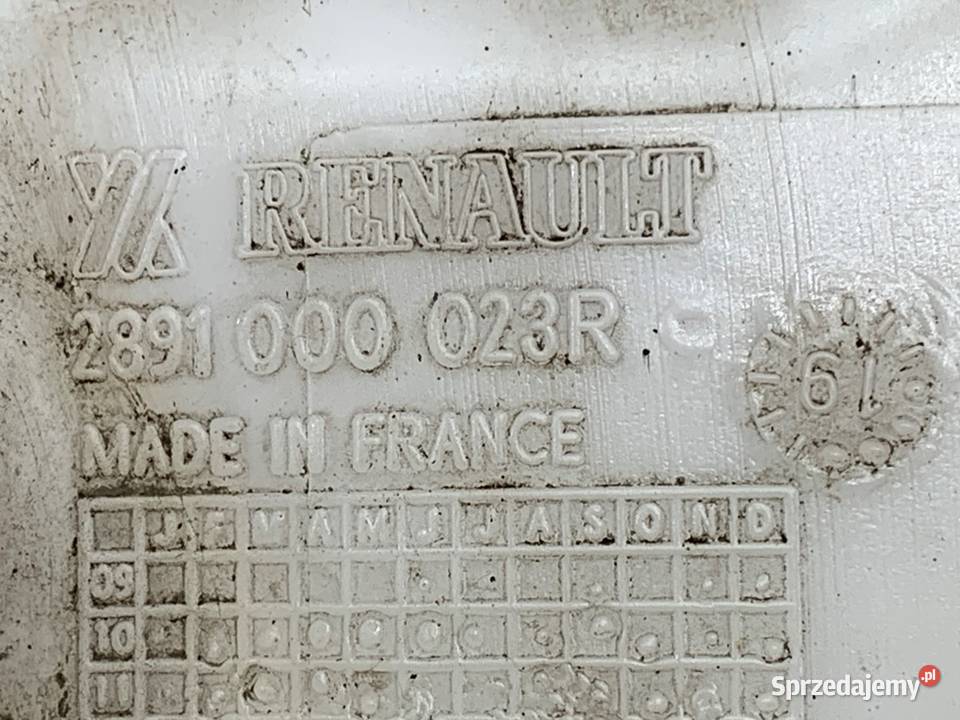 RENAULT
2891 000 023R
MADE IN FRANCE
J F M A M J J A S O N D
09
10
11
Sprzedajemy.pl